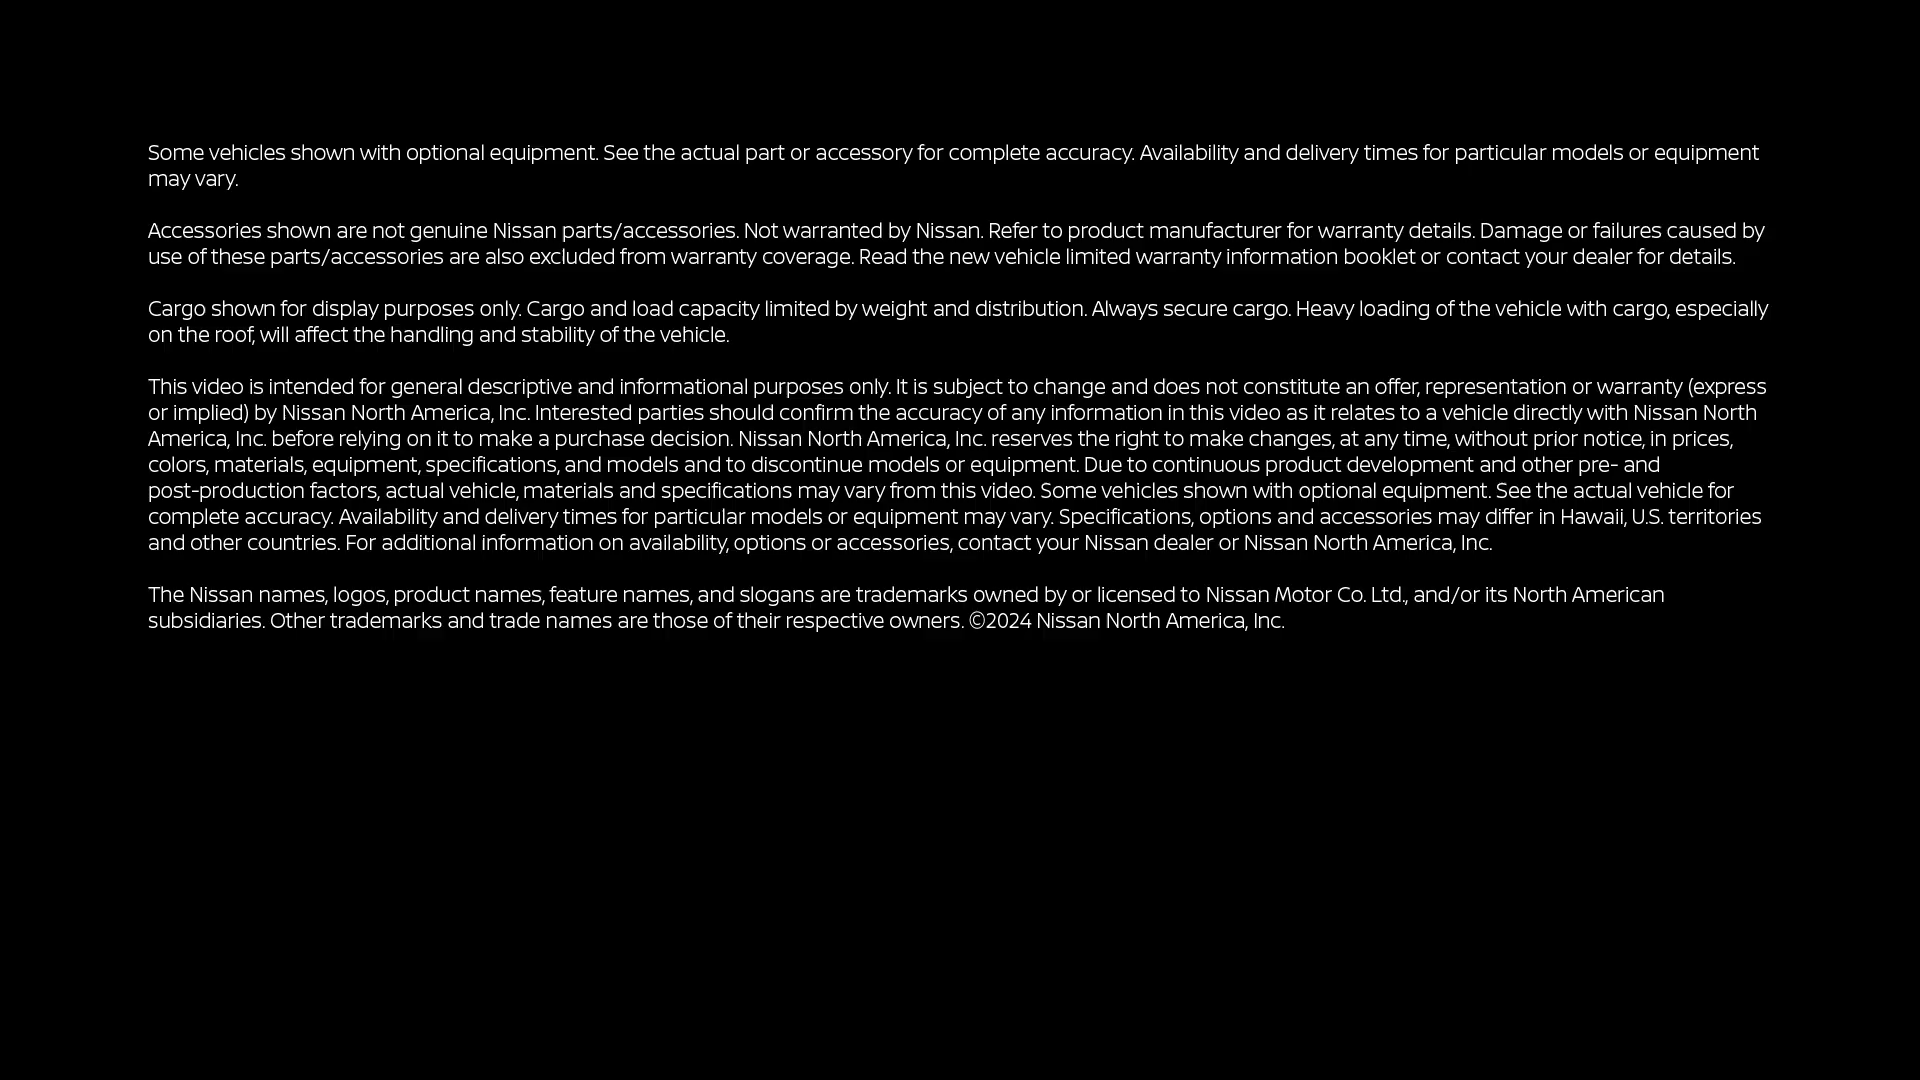 Some vehicles shown with optional equipment. See the actual part or accessory for complete accuracy. Availability and delivery times for particular models or equipment
may vary.
Accessories shown are not genuine Nissan parts/accessories. Not warranted by Nissan. Refer to product manufacturer for warranty details. Damage or failures caused by
use of these parts/accessories are also excluded from warranty coverage. Read the new vehicle limited warranty information booklet or contact your dealer for details.
Cargo shown for display purposes only. Cargo and load capacity limited by weight and distribution. Always secure cargo. Heavy loading of the vehicle with cargo, especially
on the roof, will affect the handling and stability of the vehicle.
This video is intended for general descriptive and informational purposes only. It is subject to change and does not constitute an offer, representation or warranty (express
or implied) by Nissan North America, Inc. Interested parties should confirm the accuracy of any information in this video as it relates to a vehicle directly with Nissan North
America, Inc. before relying on it to make a purchase decision. Nissan North America, Inc. reserves the right to make changes, at any time, without prior notice, in prices,
colors, materials, equipment, specifications, and models and to discontinue models or equipment. Due to continuous product development and other pre- and
post-production factors, actual vehicle, materials and specifications may vary from this video. Some vehicles shown with optional equipment. See the actual vehicle for
complete accuracy. Availability and delivery times for particular models or equipment may vary. Specifications, options and accessories may differ in Hawaii, U.S. territories
and other countries. For additional information on availability, options or accessories, contact your Nissan dealer or Nissan North America, Inc.
The Nissan names, logos, product names, feature names, and slogans are trademarks owned by or licensed to Nissan Motor Co. Ltd., and/or its North American
subsidiaries. Other trademarks and trade names are those of their respective owners. ©2024 Nissan North America, Inc.